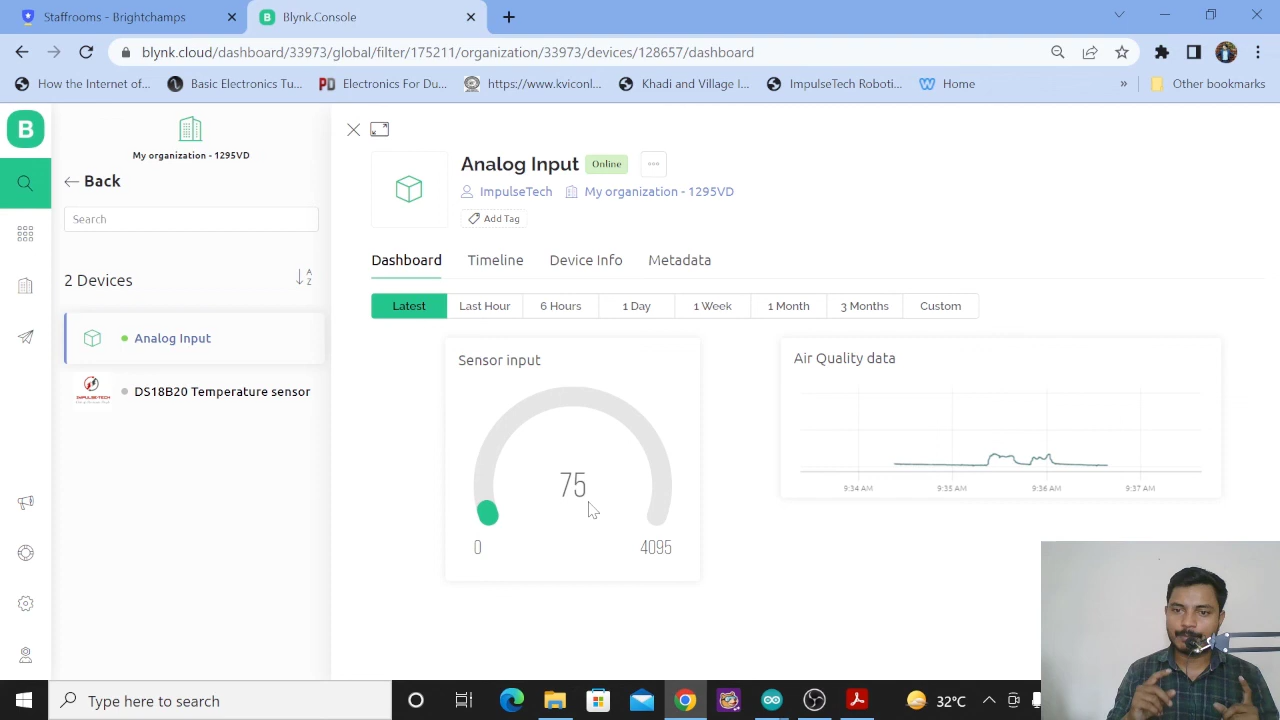 Staffrooms - Brightchamps
Blynk.Console
blynk.cloud/dashboard/33973/global/filter/175211/organization/33973/devices/128657/dashboard
How the Internet of...
Basic Electronics Tu...
Electronics For Du...
https://www.kviconl...
Khadi and Village I...
ImpulseTech Roboti...
Home
»
Other bookmarks
B
My organization - 1295VD
Back
Search
2 Devices
Analog Input
DS18B20 Temperature sensor
Analog Input
Online
ImpulseTech
My organization - 1295VD
Add Tag
Dashboard
Timeline
Device Info
Metadata
Latest
Last Hour
6 Hours
1 Day
1 Week
1 Month
3 Months
Custom
Sensor input
75
0
4095
Air Quality data
9:34 AM
9:35 AM
9:36 AM
9:37 AM
Type here to search
32°C